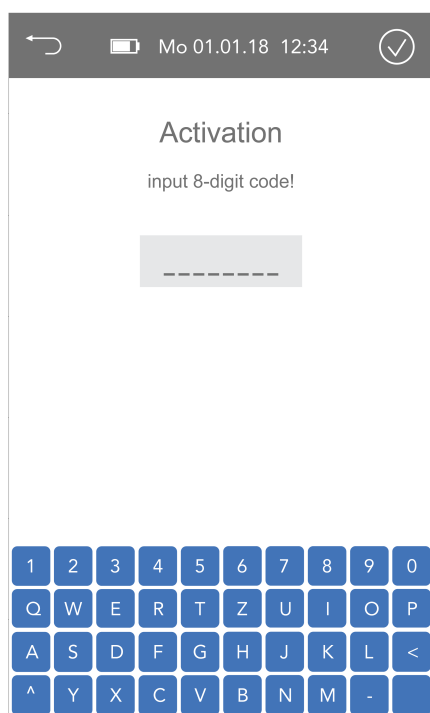 Mo 01.01.18 12:34
Activation
input 8-digit code!
________
1 2 3 4 5 6 7 8 9 0
Q W E R T Z U I O P
A S D F G H J K L <
^ Y X C V B N M -